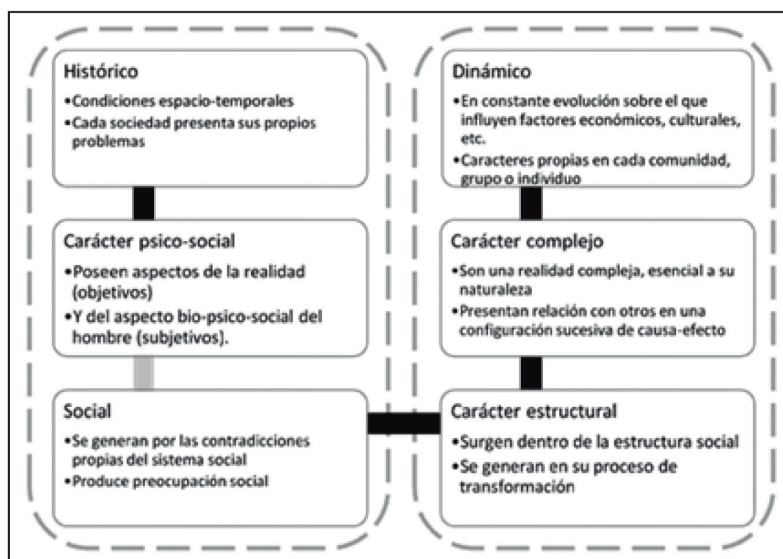 Histórico
•Condiciones espacio-temporales
•Cada sociedad presenta sus propios
problemas
Carácter psico-social
•Poseen aspectos de la realidad
(objetivos)
•Y del aspecto bio-psico-social del
hombre (subjetivos).
Social
•Se generan por las contradicciones
propias del sistema social
•Produce preocupación social
Dinámico
•En constante evolución sobre el que
influyen factores económicos, culturales,
etc.
•Caracteres propias en cada comunidad,
grupo o individuo
Carácter complejo
•Son una realidad compleja, esencial a su
naturaleza
•Presentan relación con otros en una
configuración sucesiva de causa-efecto
Carácter estructural
•Surgen dentro de la estructura social
•Se generan en su proceso de
transformación